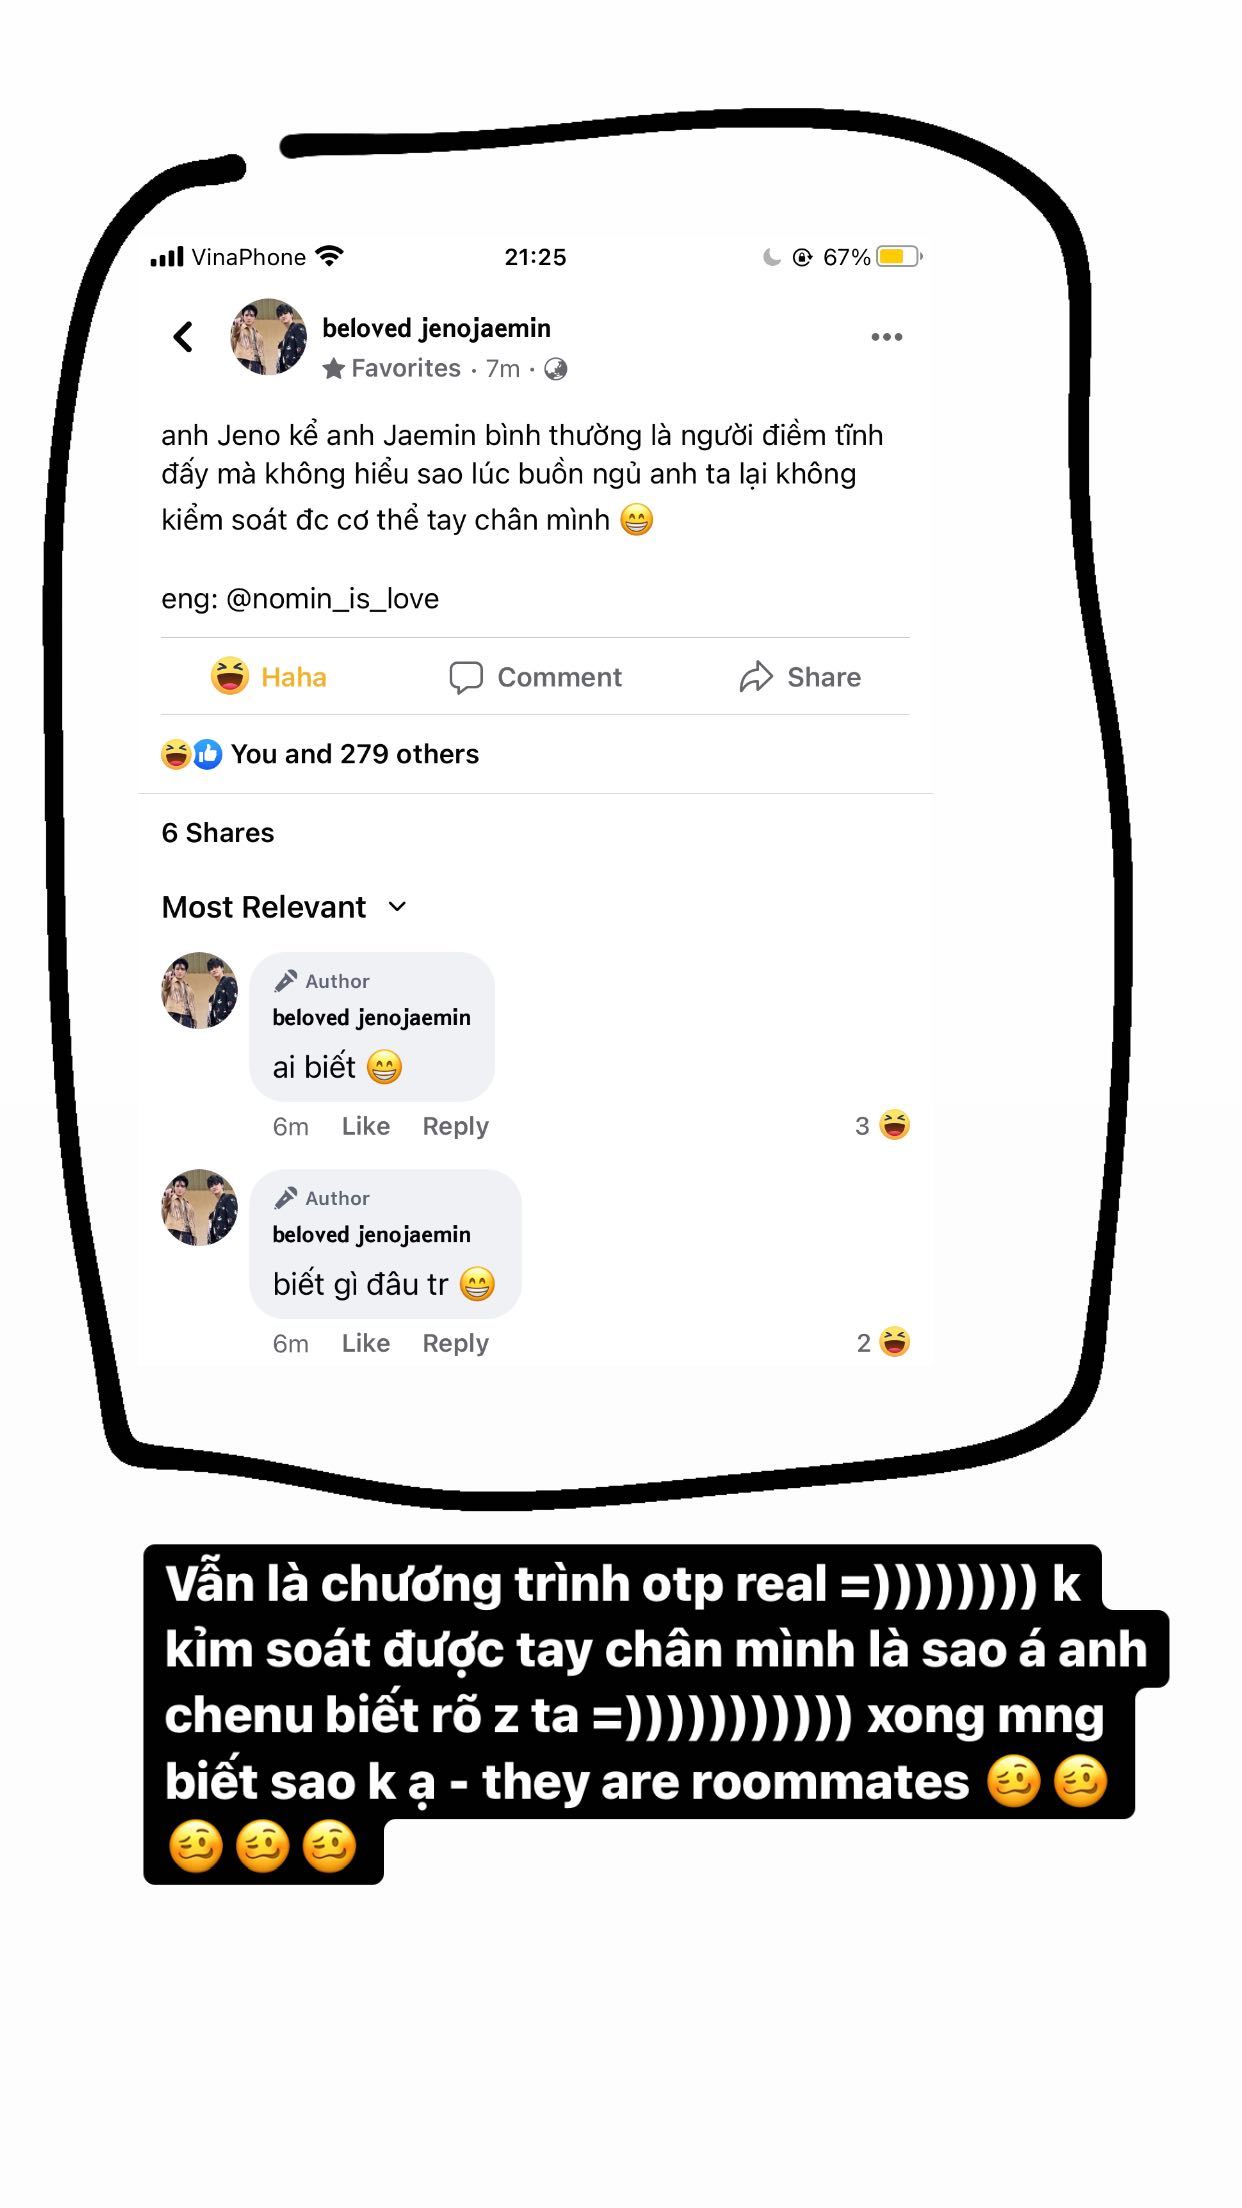 VinaPhone 21:25 67%
beloved jenojaemin
Favorites · 7m ·
anh Jeno kể anh Jaemin bình thường là người điềm tĩnh
đấy mà không hiểu sao lúc buồn ngủ anh ta lại không
kiểm soát đc cơ thể tay chân mình 😁
eng: @nomin_is_love
Haha Comment Share
You and 279 others
6 Shares
Most Relevant
Author
beloved jenojaemin
ai biết 😁
6m Like Reply 3
Author
beloved jenojaemin
biết gì đâu tr 😁
6m Like Reply 2
Vẫn là chương trình otp real =)))))))) k
kỉm soát được tay chân mình là sao á anh
chenu biết rõ z ta =))))))))))) xong mng
biết sao k ạ - they are roommates 🥴🥴
🥴🥴🥴